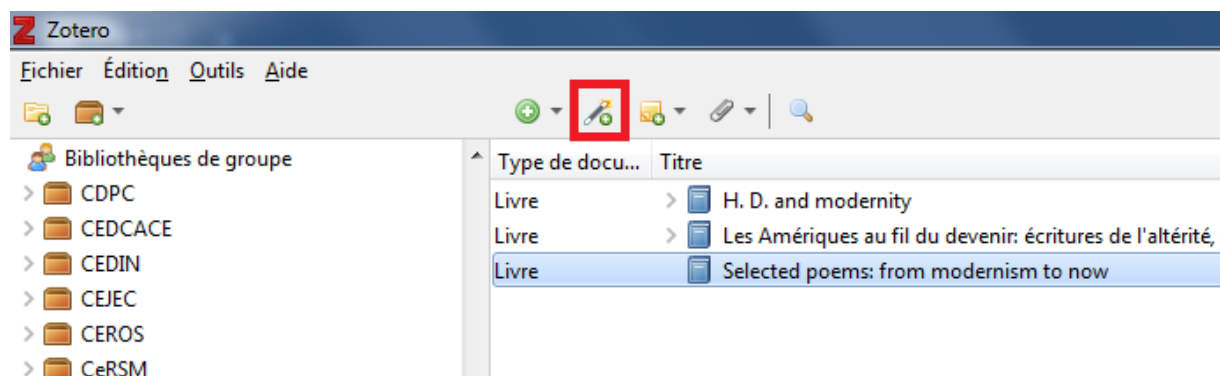 Zotero
Fichier Édition Outils Aide
Bibliothèques de groupe
CDPC
CEDCACE
CEDIN
CEJEC
CEROS
CeRSM
Type de docu... Titre
Livre H. D. and modernity
Livre Les Amériques au fil du devenir: écritures de l'altérité,
Livre Selected poems: from modernism to now